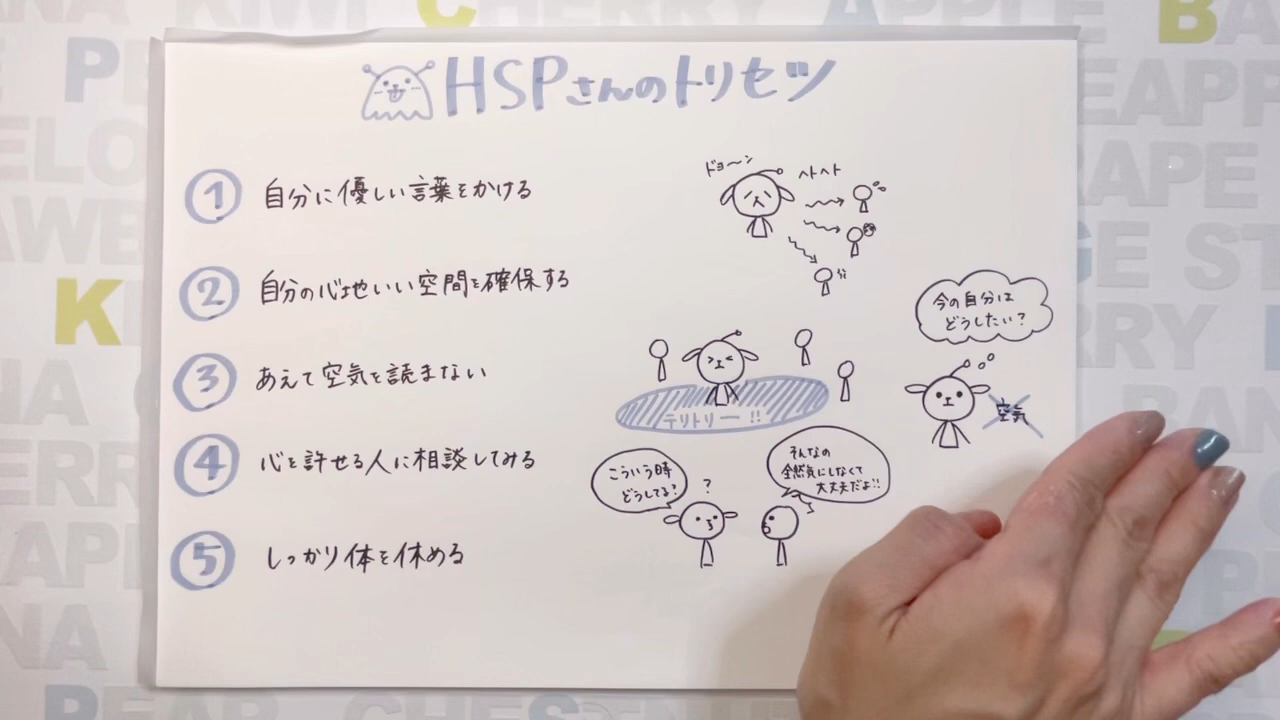 HSPさんのトリセツ
1 自分に優しい言葉をかける
2 自分の心地いい空間を確保する
3 あえて空気を読まない
4 心を許せる人に相談してみる
5 しっかり体を休める
ドヨ〜ン
ヘトヘト
テリトリー!!
今の自分は
どうしたい?
空気
こういう時
どうしてる?
?
そんなの
全然気にしなくて
大丈夫だよ!!
KIWI
CHERRY
APPLE